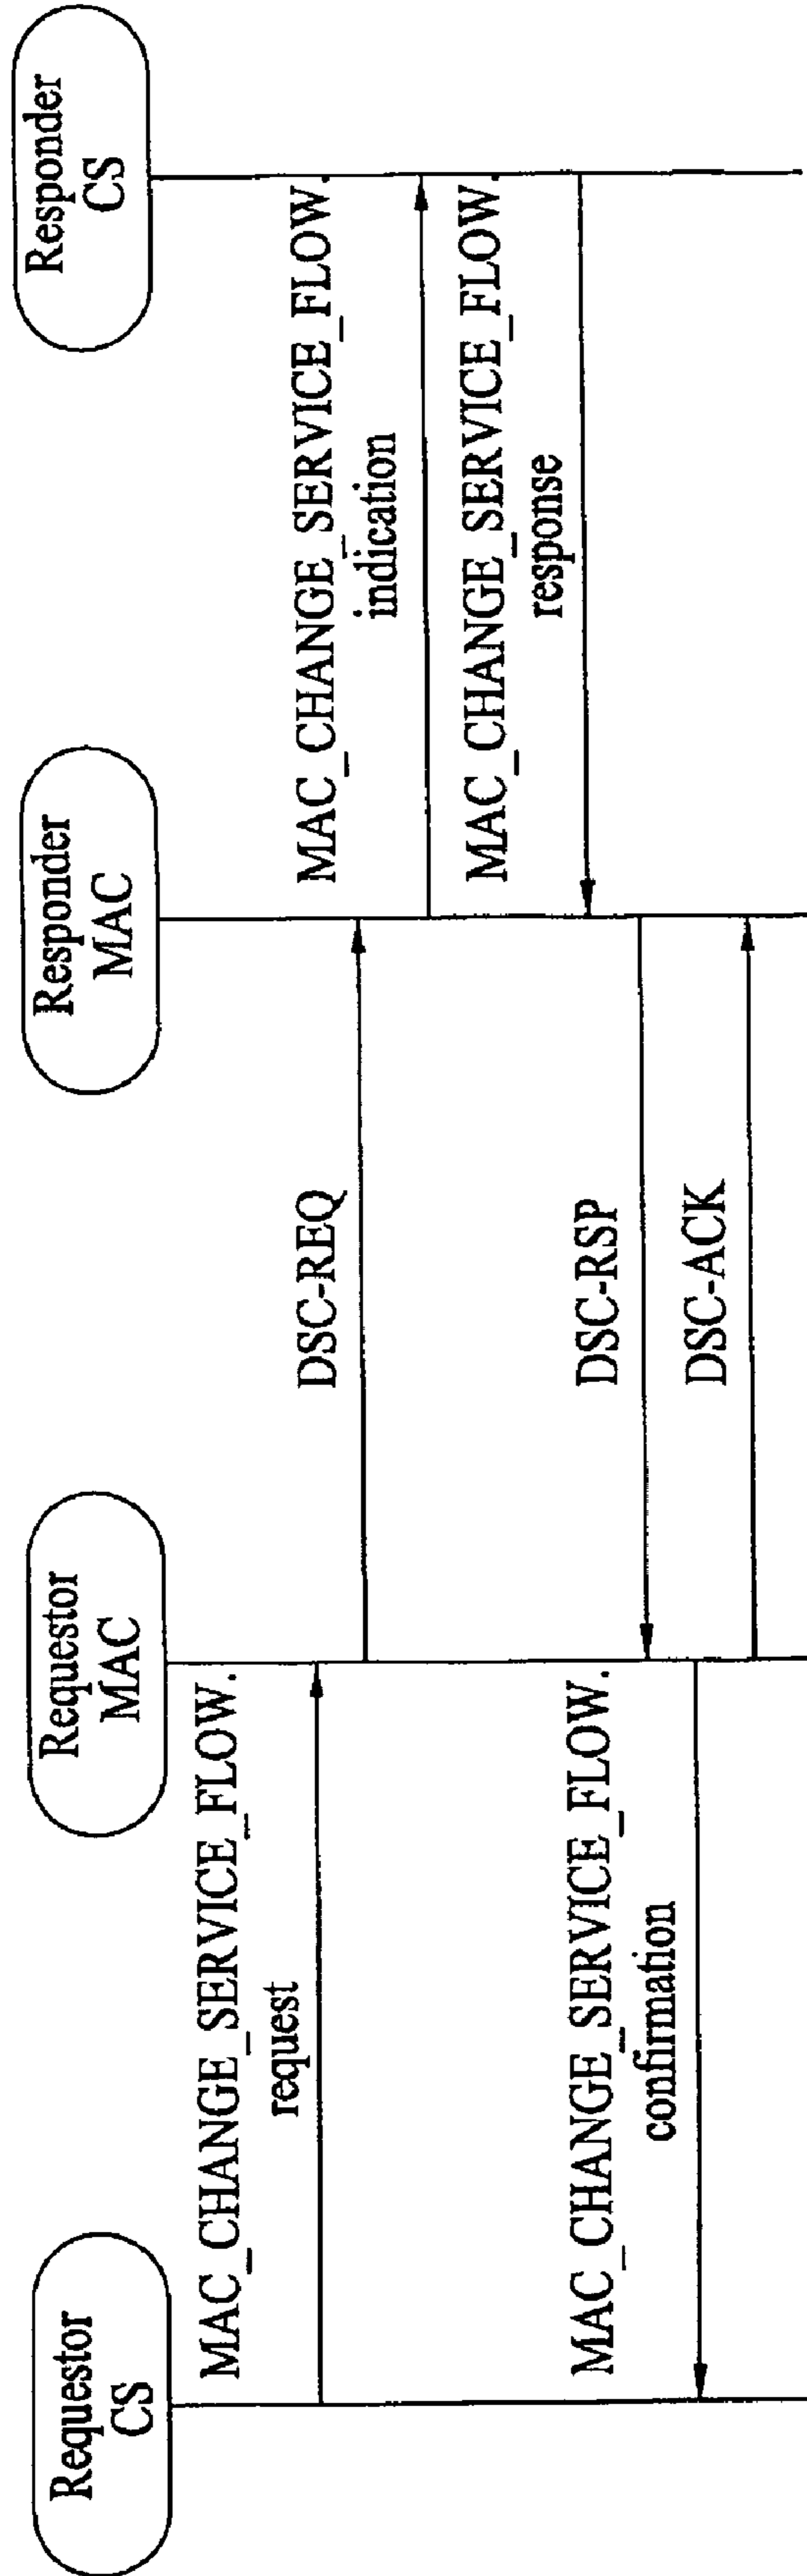 Requestor
CS
Requestor
MAC
Responder
MAC
Responder
CS
MAC_CHANGE_SERVICE_FLOW.
request
DSC-REQ
MAC_CHANGE_SERVICE_FLOW.
indication
MAC_CHANGE_SERVICE_FLOW.
response
DSC-RSP
MAC_CHANGE_SERVICE_FLOW.
confirmation
DSC-ACK